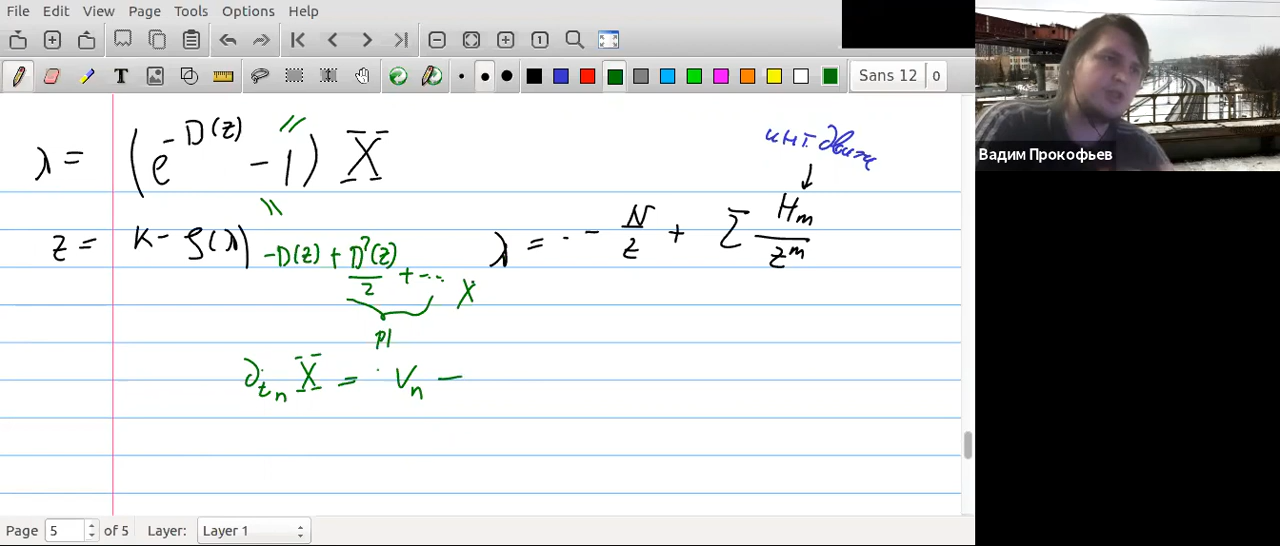 File Edit View Page Tools Options Help
Sans 12 0
Вадим Прокофьев
инт. движ
λ = (e^{-D(z)} - 1) X
z = k - ζ(λ)
λ = - N/z + Σ H_m/z^m
-D(z) + D²(z)/2 + ... X
∂_{t_n} X = V_n -
Page 5 of 5 Layer: Layer 1